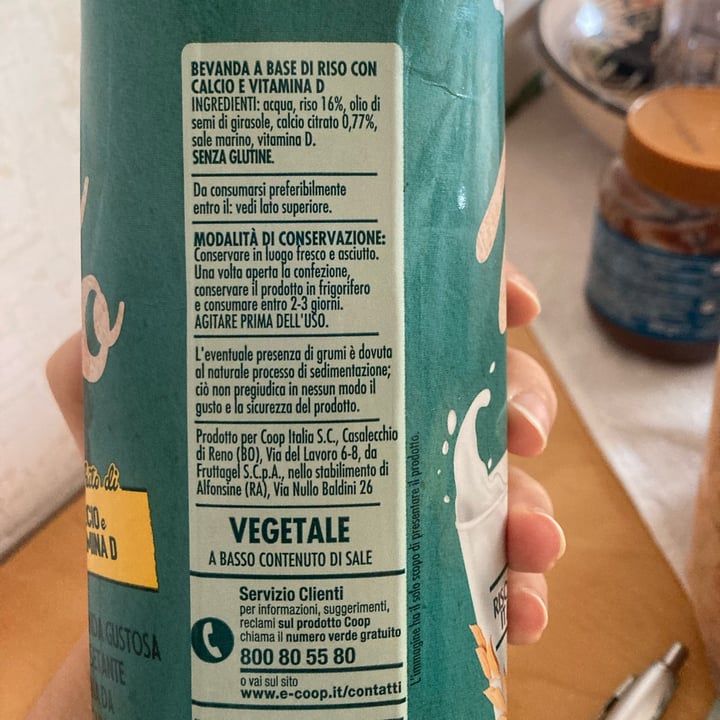 BEVANDA A BASE DI RISO CON
CALCIO E VITAMINA D
INGREDIENTI: acqua, riso 16%, olio di
semi di girasole, calcio citrato 0,77%,
sale marino, vitamina D.
SENZA GLUTINE.
Da consumarsi preferibilmente
entro il: vedi lato superiore.
MODALITÀ DI CONSERVAZIONE:
Conservare in luogo fresco e asciutto.
Una volta aperta la confezione,
conservare il prodotto in frigorifero
e consumare entro 2-3 giorni.
AGITARE PRIMA DELL'USO.
L'eventuale presenza di grumi è dovuta
al naturale processo di sedimentazione;
ciò non pregiudica in nessun modo il
gusto e la sicurezza del prodotto.
Prodotto per Coop Italia S.C., Casalecchio
di Reno (BO), Via del Lavoro 6-8, da
Fruttagel S.C.p.A., nello stabilimento di
Alfonsine (RA), Via Nullo Baldini 26
VEGETALE
A BASSO CONTENUTO DI SALE
Servizio Clienti
per informazioni, suggerimenti,
reclami sul prodotto Coop
chiama il numero verde gratuito
800 80 55 80
o vai sul sito
www.e-coop.it/contatti
L'immagine ha il solo scopo di presentare il prodotto.
di
CIO e
MINA D
DA GUSTOSA
ETANTE
DA